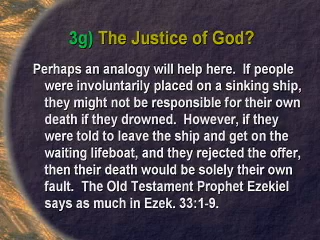 3g) The Justice of God?
Perhaps an analogy will help here.  If people
were involuntarily placed on a sinking ship,
they might not be responsible for their own
death if they drowned.  However, if they
were told to leave the ship and get on the
waiting lifeboat, and they rejected the offer,
then their death would be solely their own
fault.  The Old Testament Prophet Ezekiel
says as much in Ezek. 33:1-9.